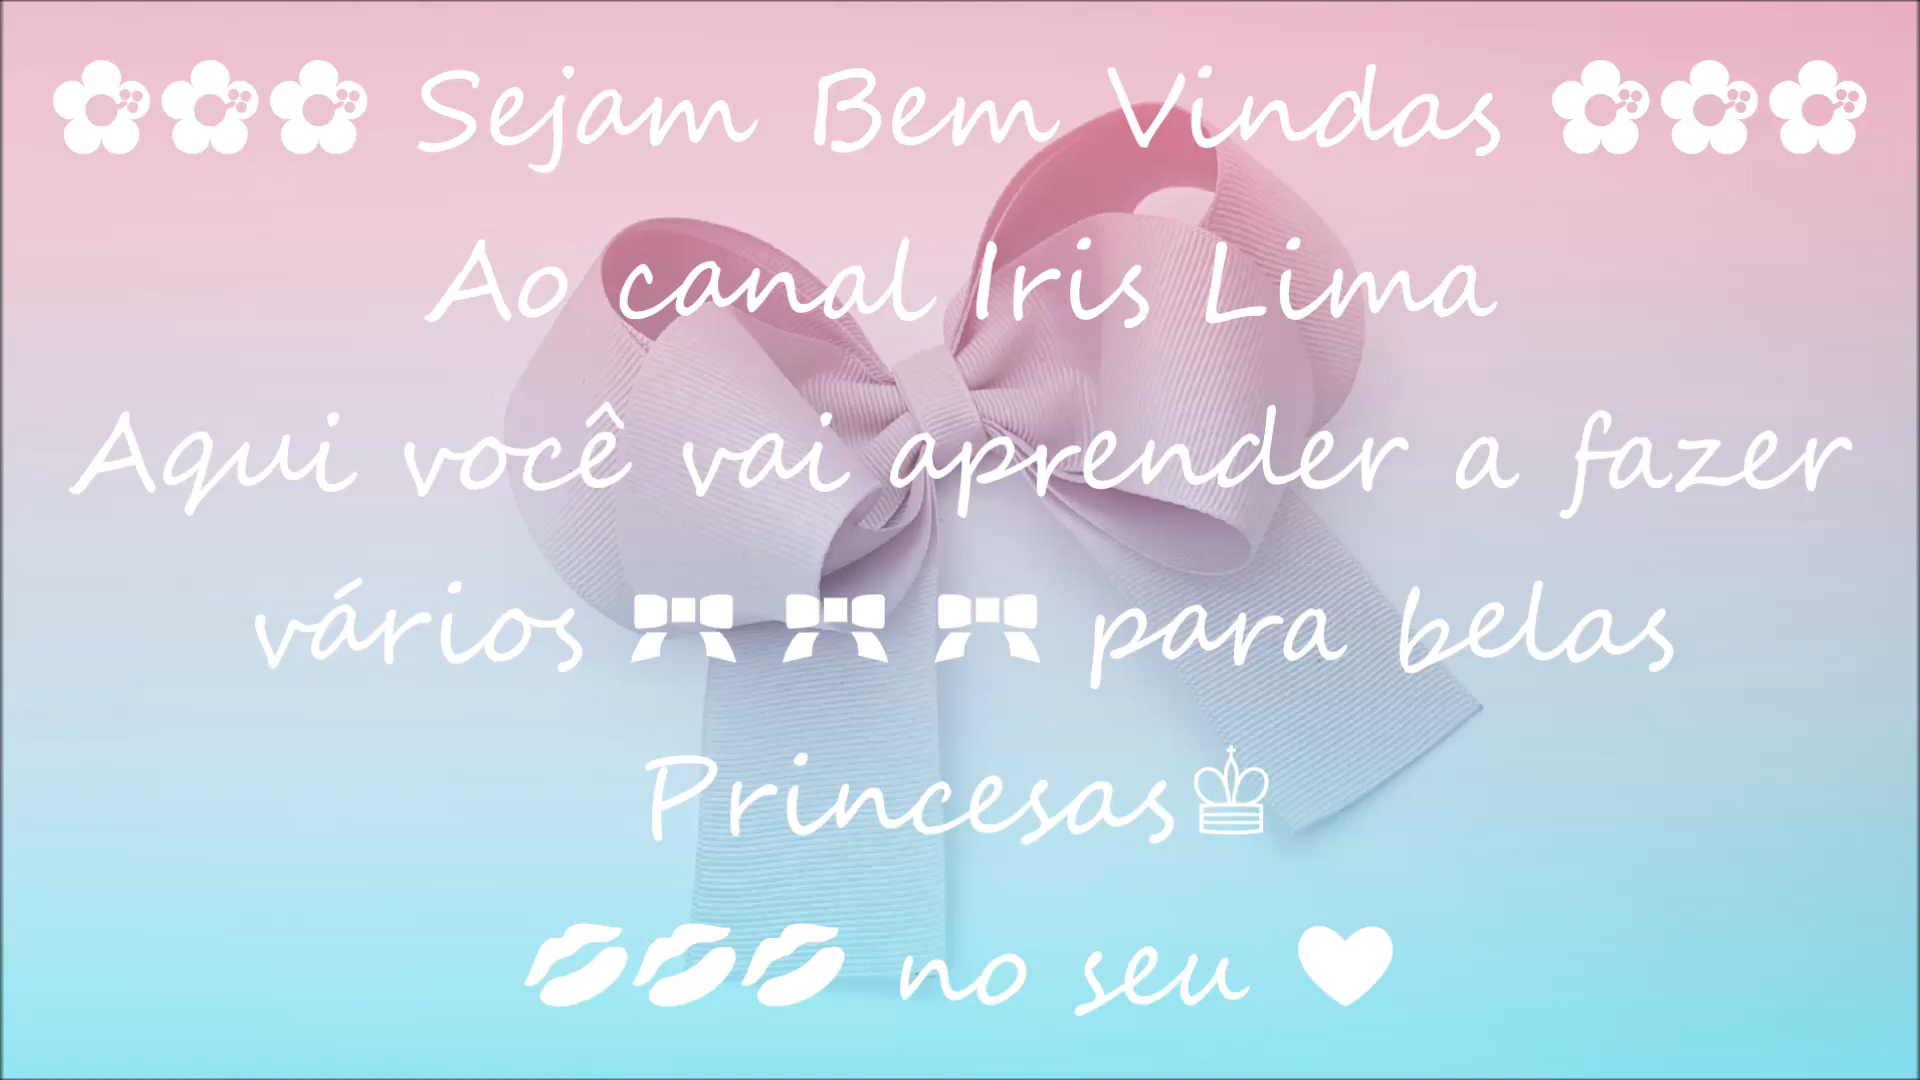 🌺🌺🌺 Sejam Bem Vindas 🌺🌺🌺
Ao canal Iris Lima
Aqui você vai aprender a fazer
vários 🎀 🎀 🎀 para belas
Princesas♔
💋💋💋 no seu ♥